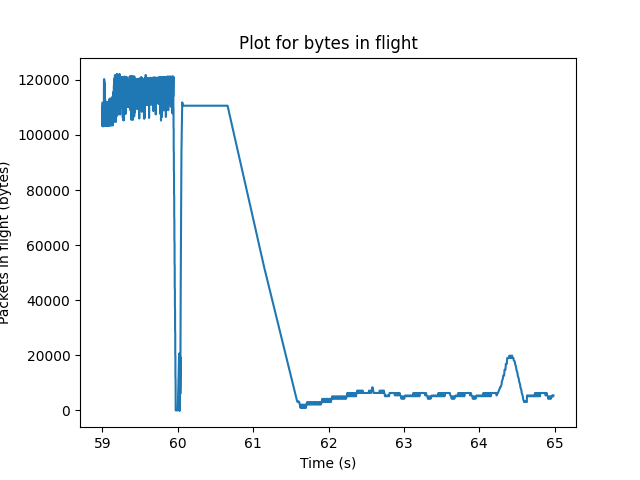 Plot for bytes in flight
Packets in flight (bytes)
120000
100000
80000
60000
40000
20000
0
59 60 61 62 63 64 65
Time (s)